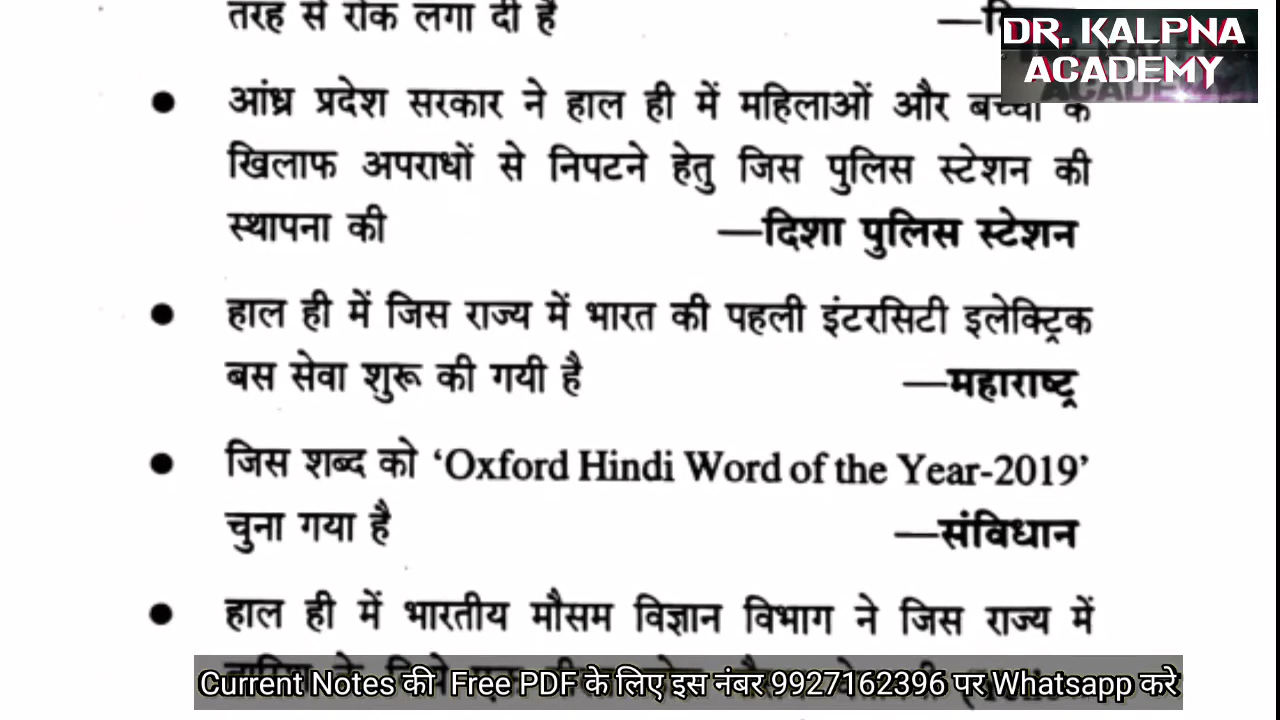 तरह से रोक लगा दी है
DR. KALPNA
ACADEMY
आंध्र प्रदेश सरकार ने हाल ही में महिलाओं और बच्चों के
खिलाफ अपराधों से निपटने हेतु जिस पुलिस स्टेशन की
स्थापना की —दिशा पुलिस स्टेशन
हाल ही में जिस राज्य में भारत की पहली इंटरसिटी इलेक्ट्रिक
बस सेवा शुरू की गयी है —महाराष्ट्र
जिस शब्द को ‘Oxford Hindi Word of the Year-2019’
चुना गया है —संविधान
हाल ही में भारतीय मौसम विज्ञान विभाग ने जिस राज्य में
Current Notes की Free PDF के लिए इस नंबर 9927162396 पर Whatsapp करे